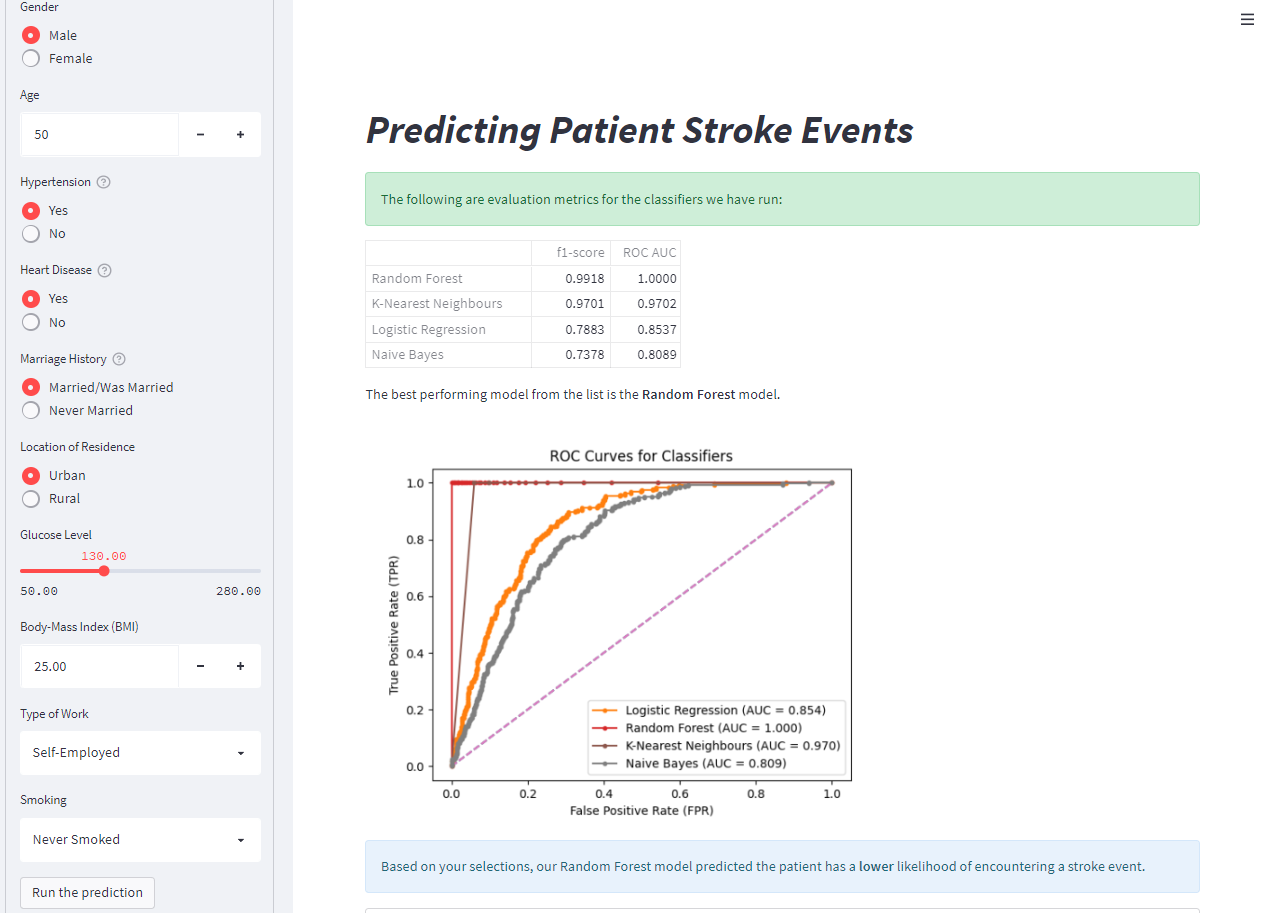 Gender
Male
Female
Age
50 - +
Hypertension ?
Yes
No
Heart Disease ?
Yes
No
Marriage History ?
Married/Was Married
Never Married
Location of Residence
Urban
Rural
Glucose Level
130.00
50.00 280.00
Body-Mass Index (BMI)
25.00 - +
Type of Work
Self-Employed
Smoking
Never Smoked
Run the prediction
Predicting Patient Stroke Events
The following are evaluation metrics for the classifiers we have run:
f1-score ROC AUC
Random Forest 0.9918 1.0000
K-Nearest Neighbours 0.9701 0.9702
Logistic Regression 0.7883 0.8537
Naive Bayes 0.7378 0.8089
The best performing model from the list is the Random Forest model.
ROC Curves for Classifiers
True Positive Rate (TPR)
1.0
0.8
0.6
0.4
0.2
0.0
Logistic Regression (AUC = 0.854)
Random Forest (AUC = 1.000)
K-Nearest Neighbours (AUC = 0.970)
Naive Bayes (AUC = 0.809)
0.0 0.2 0.4 0.6 0.8 1.0
False Positive Rate (FPR)
Based on your selections, our Random Forest model predicted the patient has a lower likelihood of encountering a stroke event.